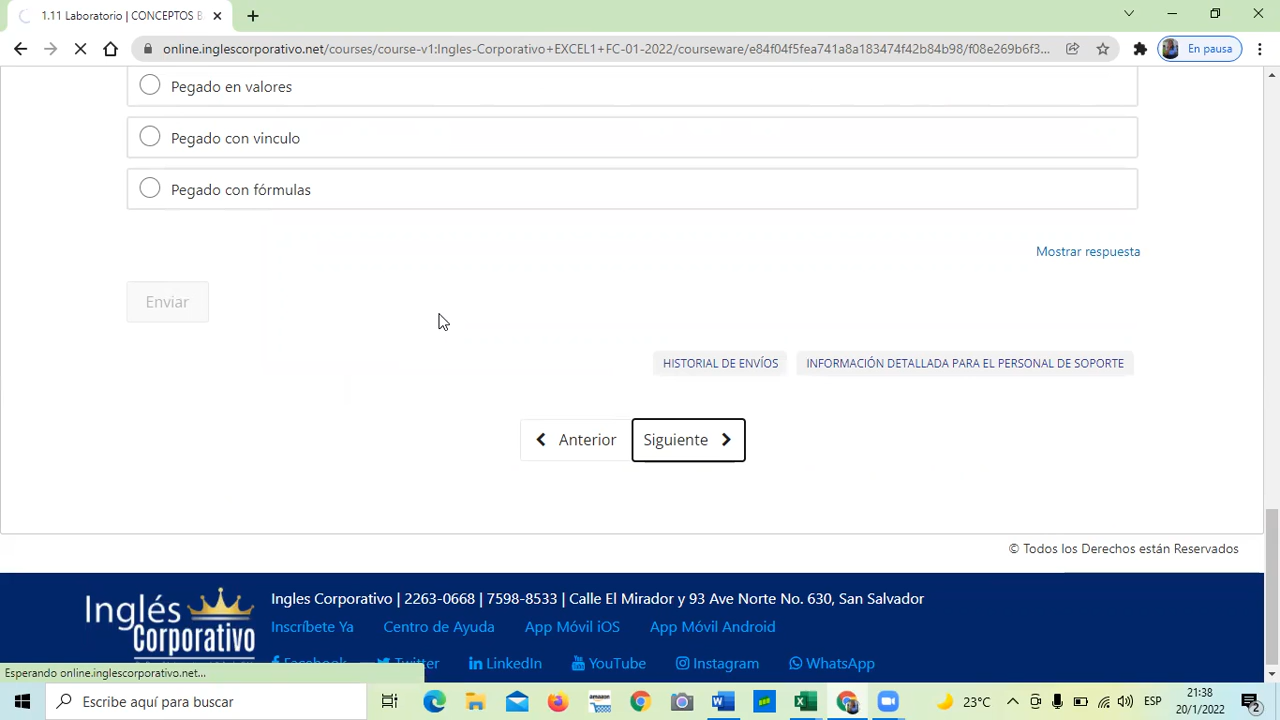 1.11 Laboratorio | CONCEPTOS B
online.inglescorporativo.net/courses/course-v1:Ingles-Corporativo+EXCEL1+FC-01-2022/courseware/e84f04f5fea741a8a183474f42b84b98/f08e269b6f3...
En pausa
Pegado en valores
Pegado con vinculo
Pegado con fórmulas
Mostrar respuesta
Enviar
HISTORIAL DE ENVÍOS INFORMACIÓN DETALLADA PARA EL PERSONAL DE SOPORTE
Anterior Siguiente
© Todos los Derechos están Reservados
Inglés Corporativo
Ingles Corporativo | 2263-0668 | 7598-8533 | Calle El Mirador y 93 Ave Norte No. 630, San Salvador
Inscríbete Ya Centro de Ayuda App Móvil iOS App Móvil Android
Facebook Twitter LinkedIn YouTube Instagram WhatsApp
Esperando online.inglescorporativo.net...
Escribe aquí para buscar
amazon
23°C
ESP
21:38
20/1/2022
2